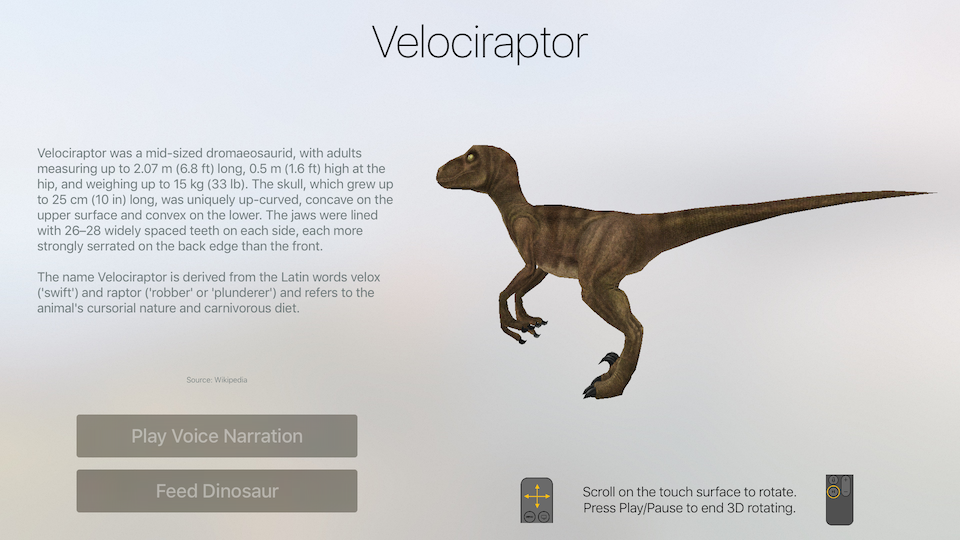 Velociraptor
Velociraptor was a mid-sized dromaeosaurid, with adults
measuring up to 2.07 m (6.8 ft) long, 0.5 m (1.6 ft) high at the
hip, and weighing up to 15 kg (33 lb). The skull, which grew up
to 25 cm (10 in) long, was uniquely up-curved, concave on the
upper surface and convex on the lower. The jaws were lined
with 26–28 widely spaced teeth on each side, each more
strongly serrated on the back edge than the front.
The name Velociraptor is derived from the Latin words velox
('swift') and raptor ('robber' or 'plunderer') and refers to the
animal's cursorial nature and carnivorous diet.
Source: Wikipedia
Play Voice Narration
Feed Dinosaur
Scroll on the touch surface to rotate.
Press Play/Pause to end 3D rotating.